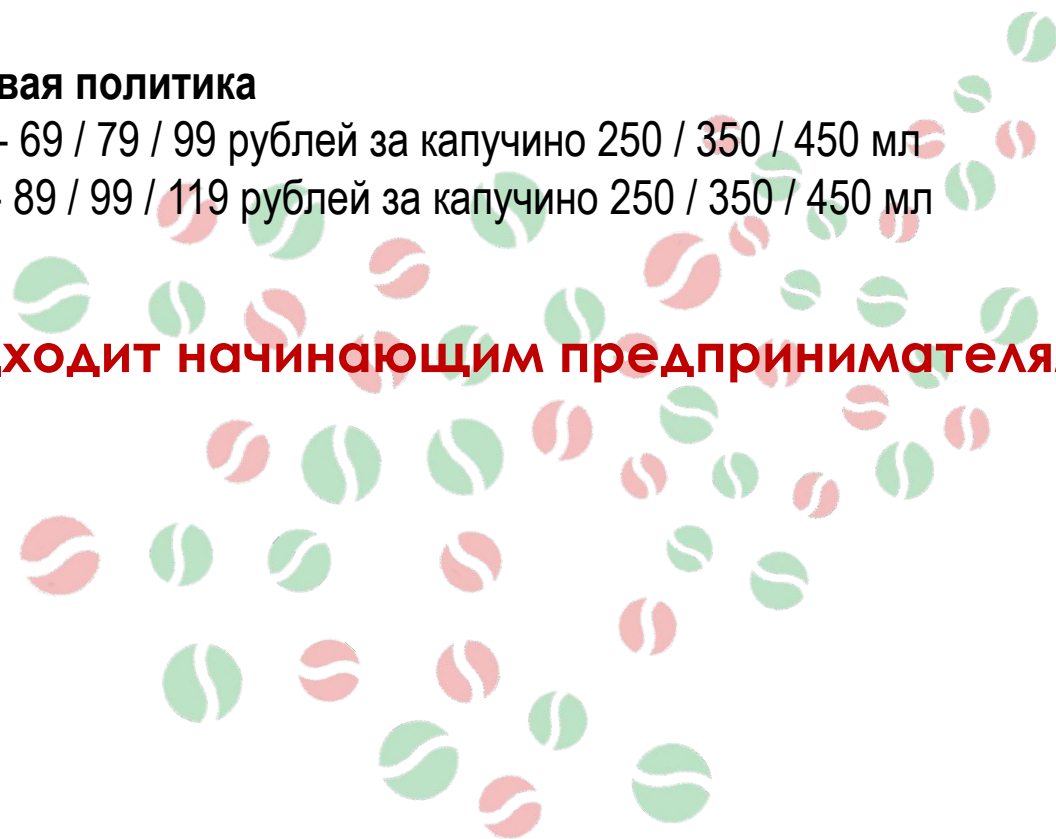 вая политика
- 69 / 79 / 99 рублей за капучино 250 / 350 / 450 мл
- 89 / 99 / 119 рублей за капучино 250 / 350 / 450 мл
дходит начинающим предпринимателя